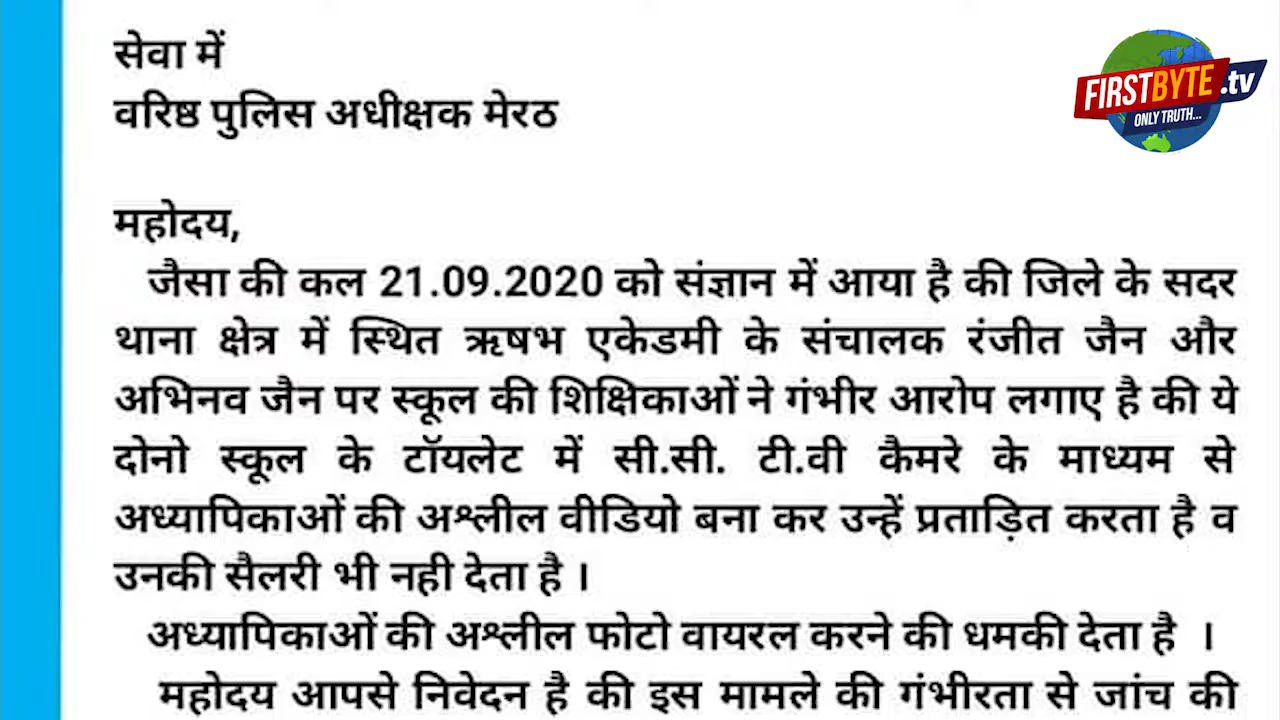 सेवा में
वरिष्ठ पुलिस अधीक्षक मेरठ
FIRSTBYTE.tv
ONLY TRUTH...
महोदय,
जैसा की कल 21.09.2020 को संज्ञान में आया है की जिले के सदर
थाना क्षेत्र में स्थित ऋषभ एकेडमी के संचालक रंजीत जैन और
अभिनव जैन पर स्कूल की शिक्षिकाओं ने गंभीर आरोप लगाए है की ये
दोनो स्कूल के टॉयलेट में सी.सी. टी.वी कैमरे के माध्यम से
अध्यापिकाओं की अश्लील वीडियो बना कर उन्हें प्रताड़ित करता है व
उनकी सैलरी भी नही देता है ।
अध्यापिकाओं की अश्लील फोटो वायरल करने की धमकी देता है ।
महोदय आपसे निवेदन है की इस मामले की गंभीरता से जांच की